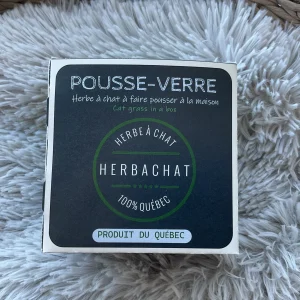 POUSSE-VERRE
Herbe à chat à faire pousser à la maison
Cat grass in a box
HERBE À CHAT
HERBACHAT
100% QUÉBEC
PRODUIT DU QUÉBEC